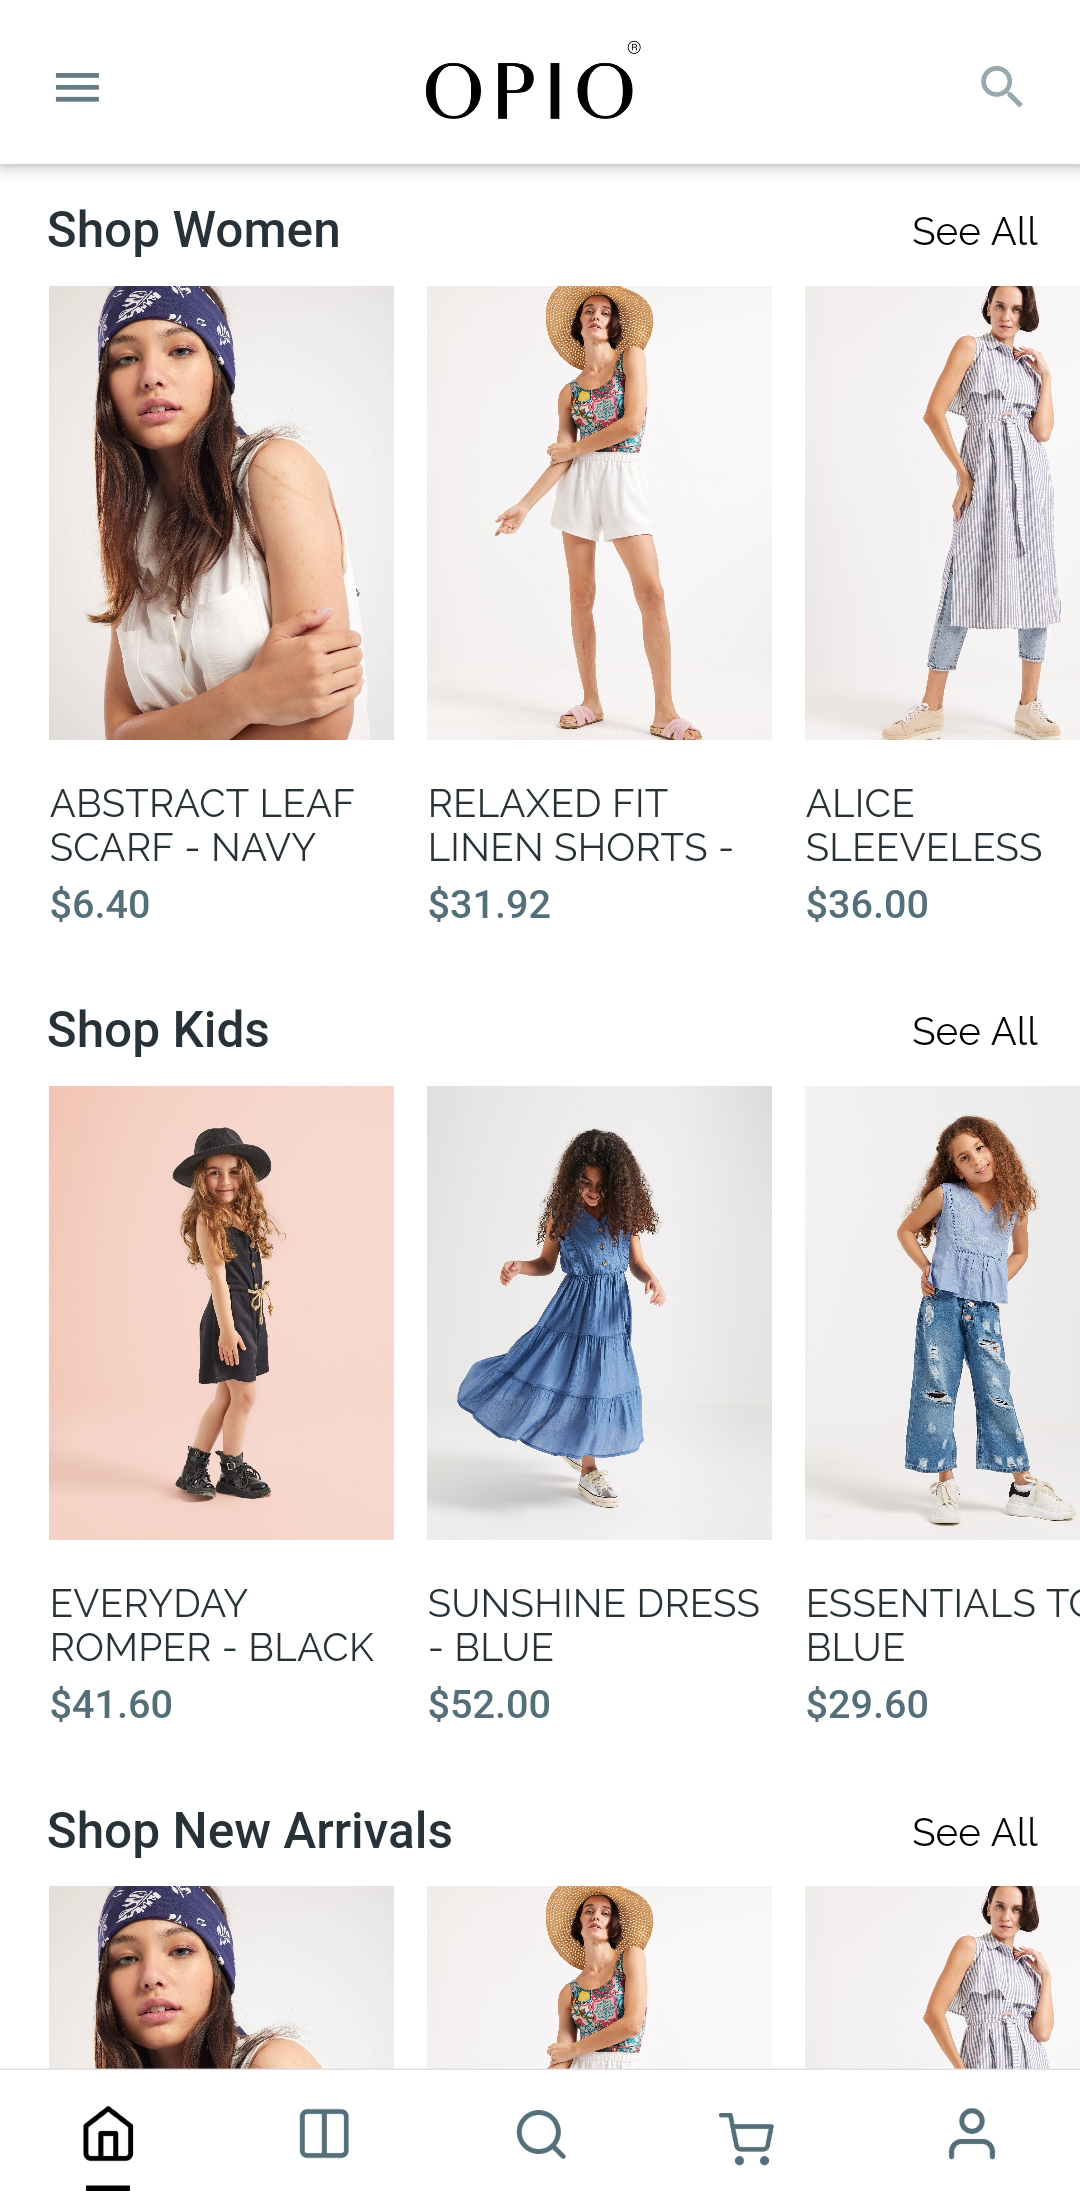 OPIO®
Shop Women See All
ABSTRACT LEAF
SCARF - NAVY
$6.40
RELAXED FIT
LINEN SHORTS -
$31.92
ALICE
SLEEVELESS
$36.00
Shop Kids See All
EVERYDAY
ROMPER - BLACK
$41.60
SUNSHINE DRESS
- BLUE
$52.00
ESSENTIALS
BLUE
$29.60
Shop New Arrivals See All